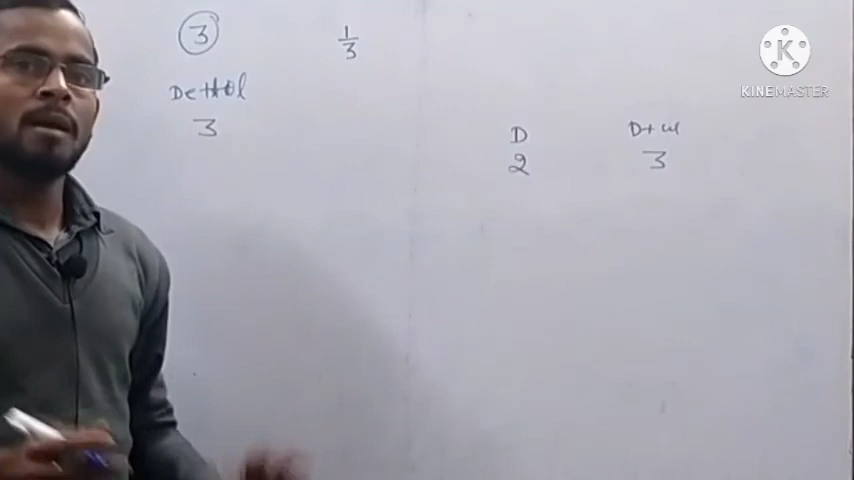 ③ 1/3
Dettol
3
D D+W
2 3
K
KINEMASTER